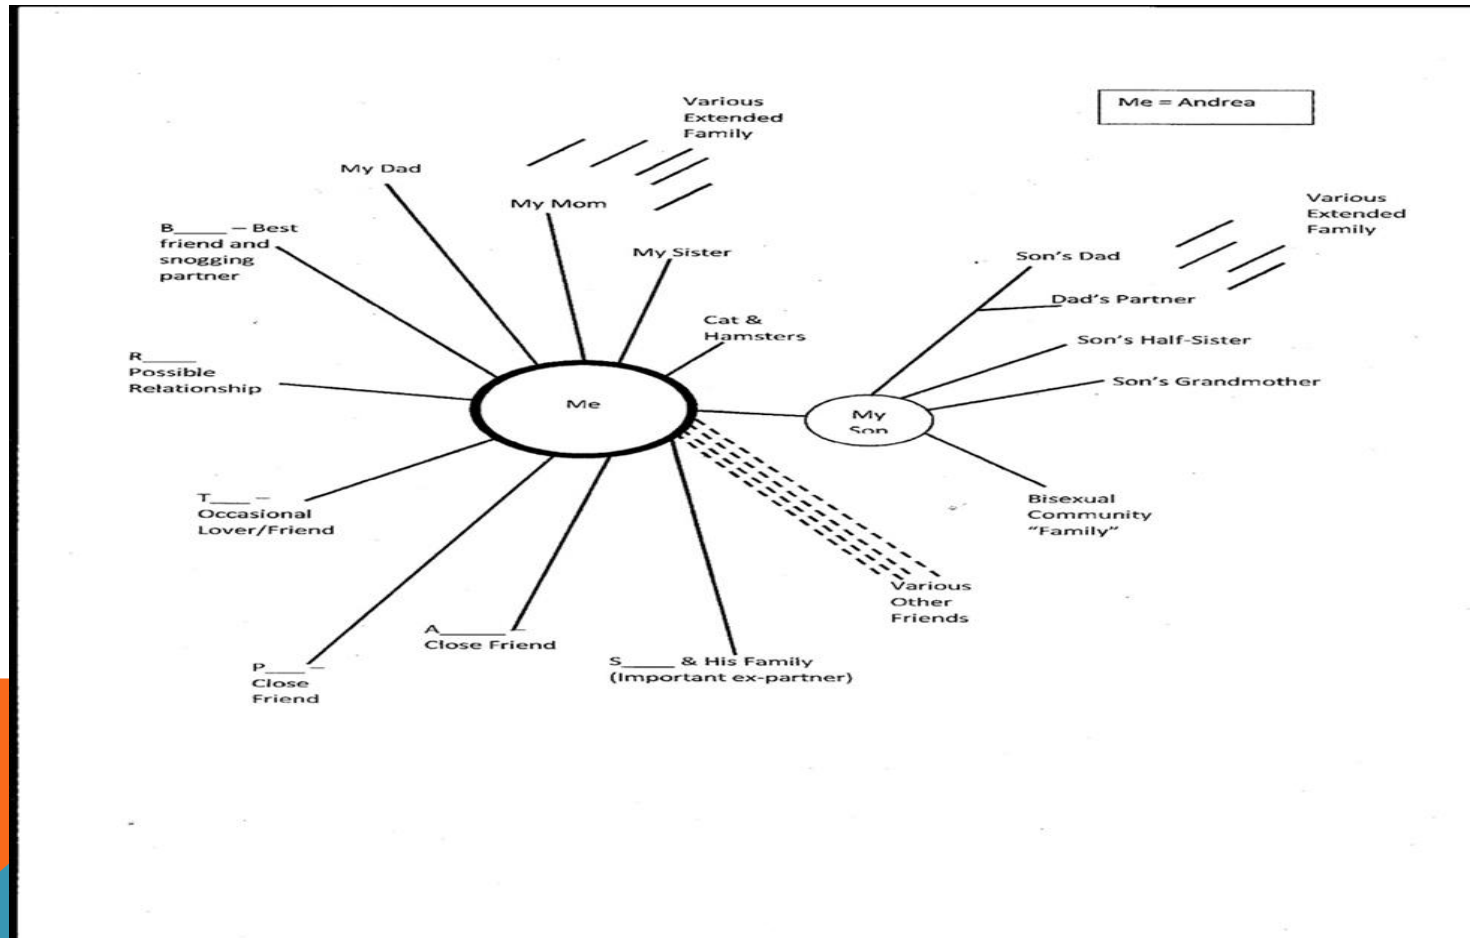 Various
Extended
Family
Me = Andrea
My Dad
My Mom
Various
Extended
Family
B_____ – Best
friend and
snogging
partner
My Sister
Son's Dad
Dad's Partner
Cat &
Hamsters
Son's Half-Sister
R_____
Possible
Relationship
Son's Grandmother
Me
My
Son
T____ –
Occasional
Lover/Friend
Bisexual
Community
"Family"
Various
Other
Friends
A______ –
Close Friend
S_____ & His Family
(Important ex-partner)
P____ –
Close
Friend